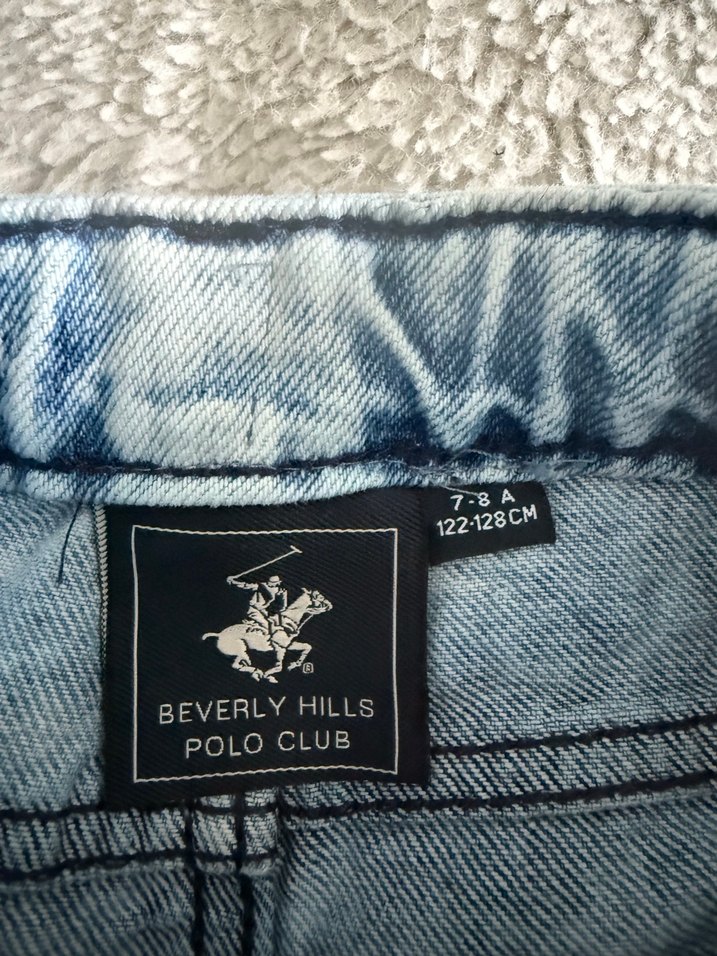 7-8 A
122-128CM
®
BEVERLY HILLS
POLO CLUB